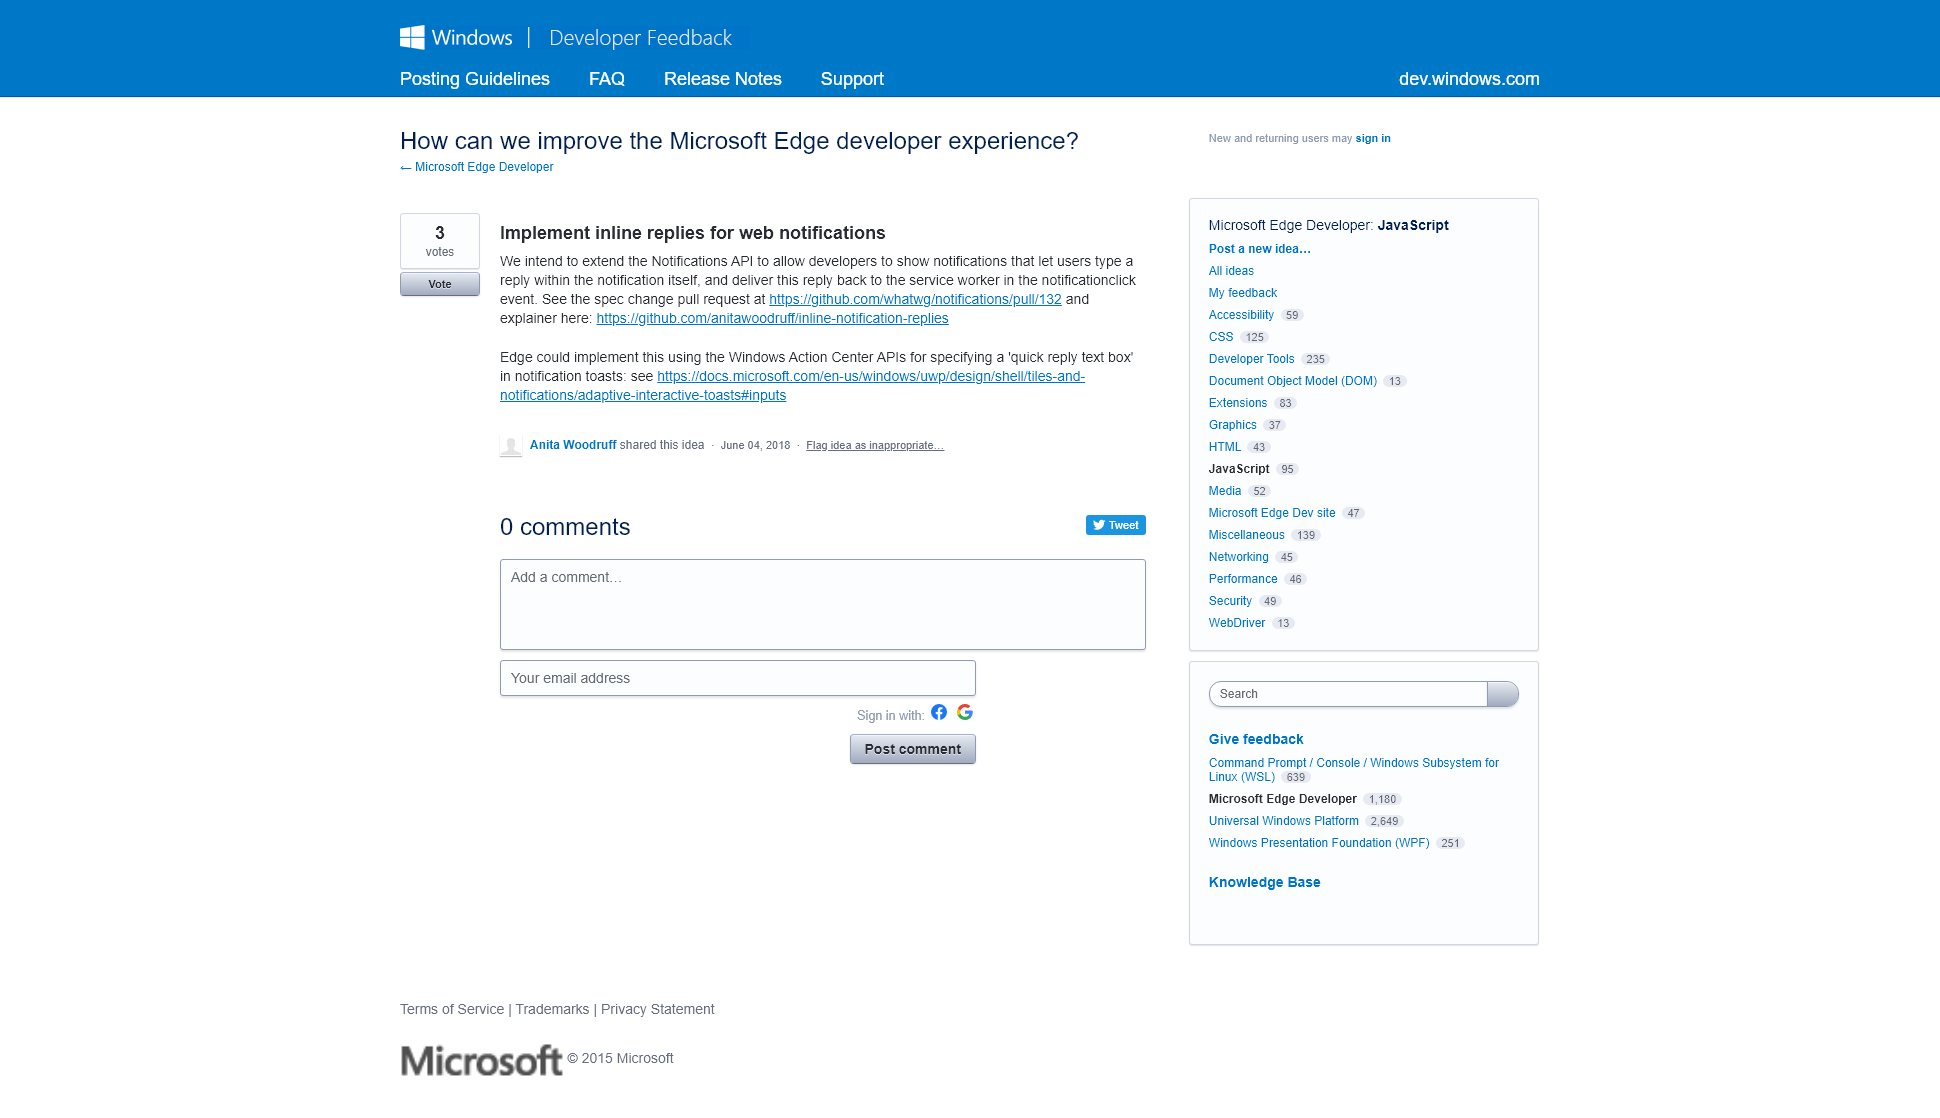 Windows | Developer Feedback
Posting Guidelines FAQ Release Notes Support dev.windows.com
How can we improve the Microsoft Edge developer experience?
← Microsoft Edge Developer
New and returning users may sign in
3
votes
Vote
Implement inline replies for web notifications
We intend to extend the Notifications API to allow developers to show notifications that let users type a
reply within the notification itself, and deliver this reply back to the service worker in the notificationclick
event. See the spec change pull request at https://github.com/whatwg/notifications/pull/132 and
explainer here: https://github.com/anitawoodruff/inline-notification-replies
Edge could implement this using the Windows Action Center APIs for specifying a 'quick reply text box'
in notification toasts: see https://docs.microsoft.com/en-us/windows/uwp/design/shell/tiles-and-
notifications/adaptive-interactive-toasts#inputs
Anita Woodruff shared this idea · June 04, 2018 · Flag idea as inappropriate…
0 comments
Tweet
Add a comment…
Your email address
Sign in with:
Post comment
Microsoft Edge Developer: JavaScript
Post a new idea…
All ideas
My feedback
Accessibility 59
CSS 125
Developer Tools 235
Document Object Model (DOM) 13
Extensions 83
Graphics 37
HTML 43
JavaScript 95
Media 52
Microsoft Edge Dev site 47
Miscellaneous 139
Networking 45
Performance 46
Security 49
WebDriver 13
Search
Give feedback
Command Prompt / Console / Windows Subsystem for
Linux (WSL) 639
Microsoft Edge Developer 1,180
Universal Windows Platform 2,649
Windows Presentation Foundation (WPF) 251
Knowledge Base
Terms of Service | Trademarks | Privacy Statement
Microsoft © 2015 Microsoft